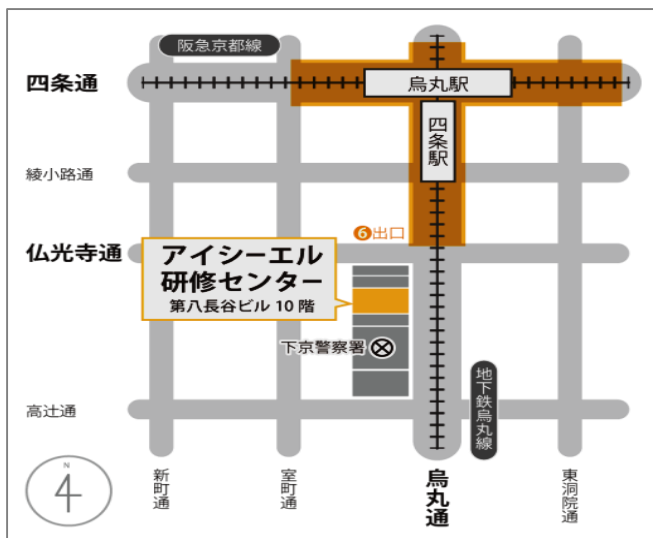 阪急京都線
四条通
烏丸駅
四条駅
綾小路通
❻出口
仏光寺通
アイシーエル
研修センター
第八長谷ビル 10 階
下京警察署
地下鉄烏丸線
高辻通
N
新町通
室町通
烏丸通
東洞院通